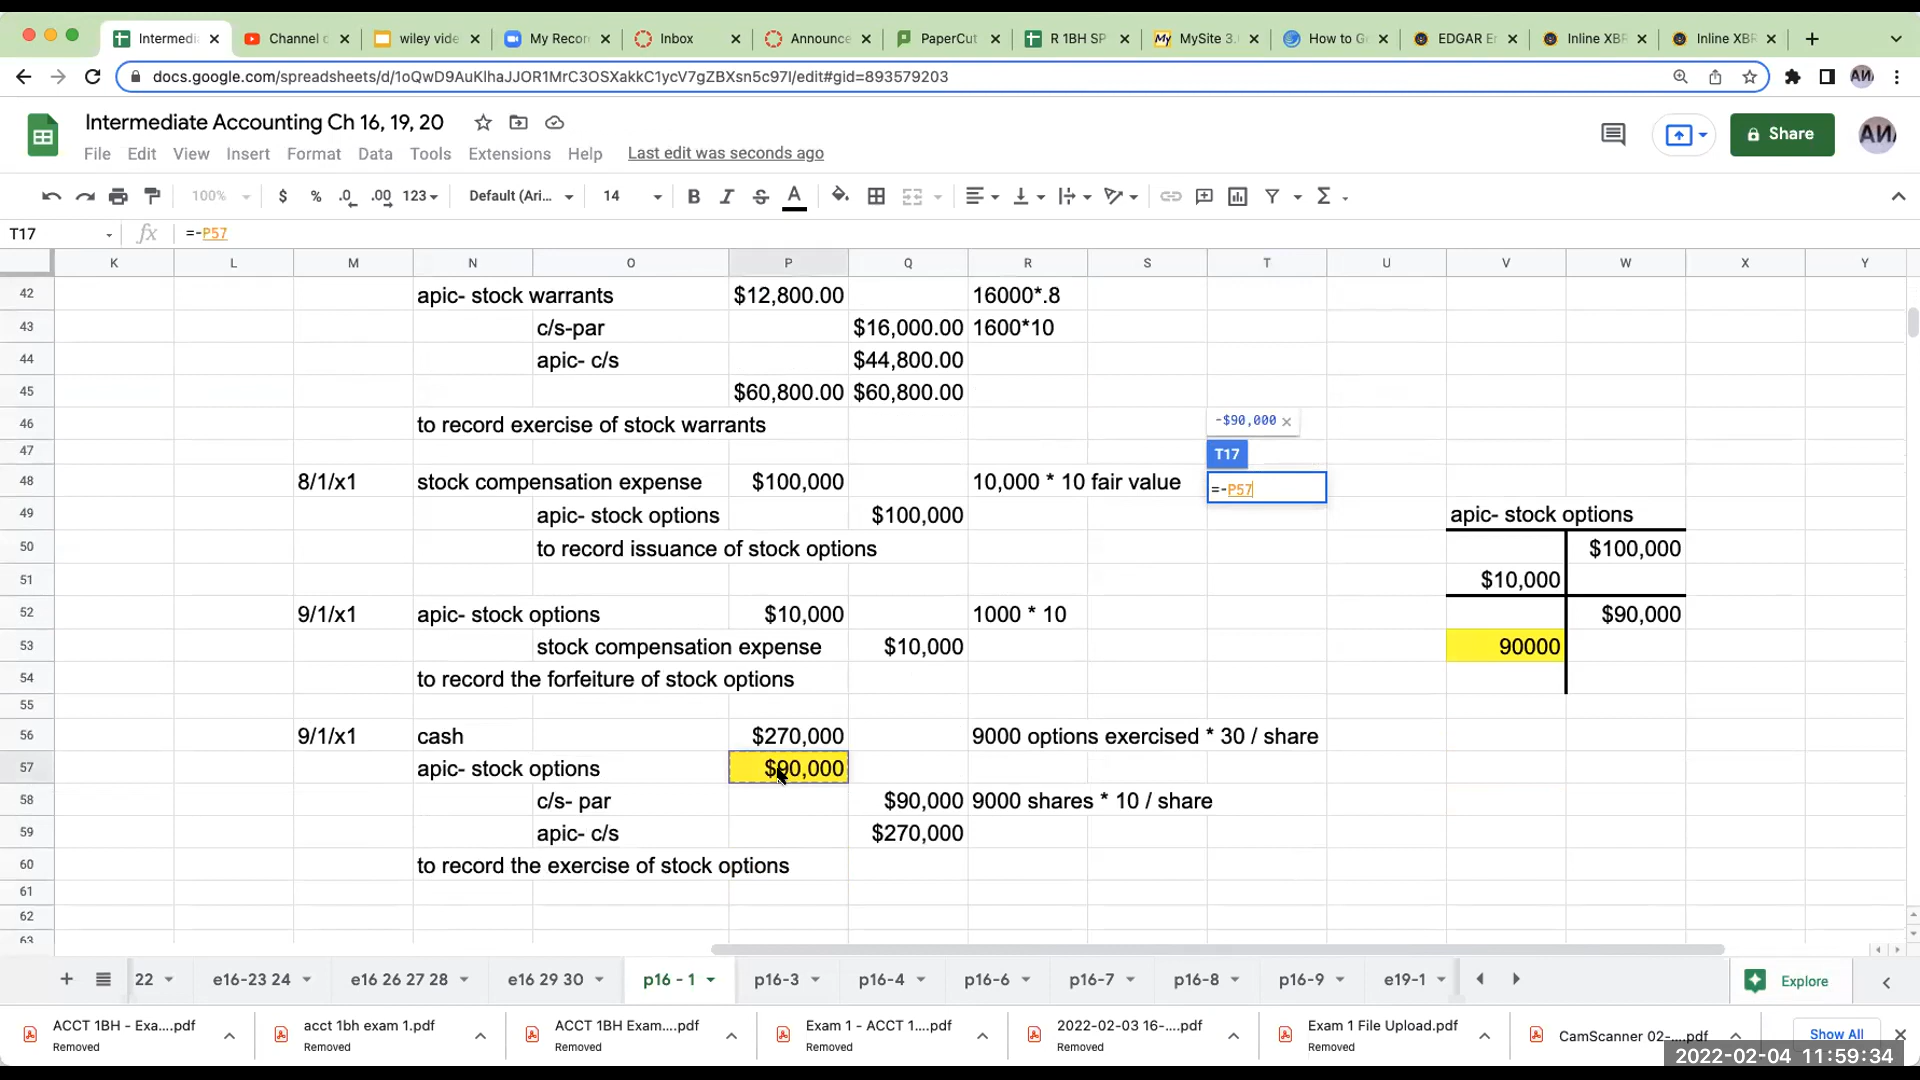 Intermedia
Channel c
wiley vide
My Recor
Inbox
Announce
PaperCut
R 1BH SP
MySite 3.
How to Ge
EDGAR En
Inline XBR
Inline XBR
docs.google.com/spreadsheets/d/1oQwD9AuKlhaJJOR1MrC3OSXakkC1ycV7gZBXsn5c97I/edit#gid=893579203
Intermediate Accounting Ch 16, 19, 20
Share
File Edit View Insert Format Data Tools Extensions Help Last edit was seconds ago
100% $ % .0 .00 123 Default (Ari... 14 B I S A
T17 fx =-P57
K L M N O P Q R S T U V W X Y
42 apic- stock warrants $12,800.00 16000*.8
43 c/s-par $16,000.00 1600*10
44 apic- c/s $44,800.00
45 $60,800.00 $60,800.00
46 to record exercise of stock warrants -$90,000
47 T17
48 8/1/x1 stock compensation expense $100,000 10,000 * 10 fair value =-P57
49 apic- stock options $100,000 apic- stock options
50 to record issuance of stock options $100,000
51 $10,000
52 9/1/x1 apic- stock options $10,000 1000 * 10 $90,000
53 stock compensation expense $10,000 90000
54 to record the forfeiture of stock options
55
56 9/1/x1 cash $270,000 9000 options exercised * 30 / share
57 apic- stock options $90,000
58 c/s- par $90,000 9000 shares * 10 / share
59 apic- c/s $270,000
60 to record the exercise of stock options
61
62
63
22 e16-23 24 e16 26 27 28 e16 29 30 p16 - 1 p16-3 p16-4 p16-6 p16-7 p16-8 p16-9 e19-1 Explore
ACCT 1BH - Exa....pdf
Removed
acct 1bh exam 1.pdf
Removed
ACCT 1BH Exam....pdf
Removed
Exam 1 - ACCT 1....pdf
Removed
2022-02-03 16-....pdf
Removed
Exam 1 File Upload.pdf
Removed
CamScanner 02-....pdf
Show All
2022-02-04 11=59=34